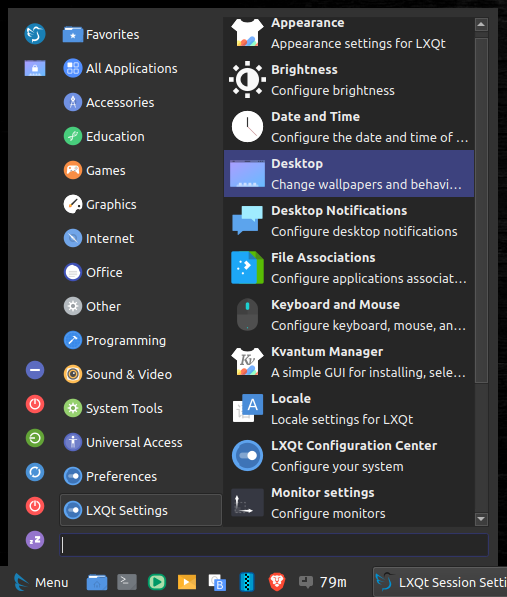 Favorites
All Applications
Accessories
Education
Games
Graphics
Internet
Office
Other
Programming
Sound & Video
System Tools
Universal Access
Preferences
LXQt Settings
Appearance
Appearance settings for LXQt
Brightness
Configure brightness
Date and Time
Configure the date and time of ...
Desktop
Change wallpapers and behavi...
Desktop Notifications
Configure desktop notifications
File Associations
Configure applications associat...
Keyboard and Mouse
Configure keyboard, mouse, an...
Kv
Kvantum Manager
A simple GUI for installing, sele...
A
Locale
Locale settings for LXQt
LXQt Configuration Center
Configure your system
Monitor settings
Configure monitors
Menu
79m
LXQt Session Setti